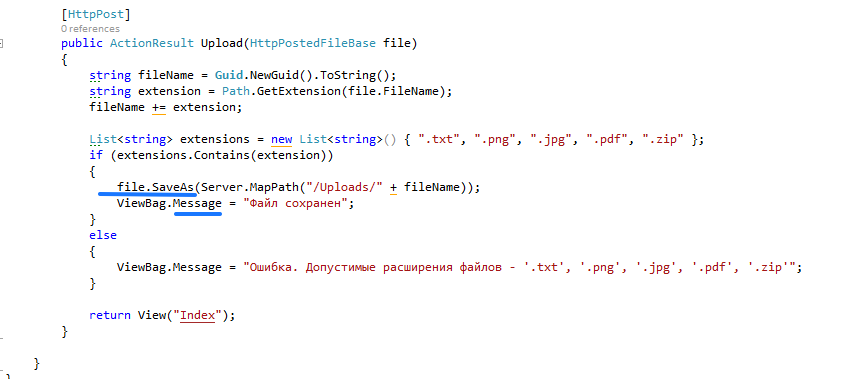 [HttpPost]
0 references
public ActionResult Upload(HttpPostedFileBase file)
{
string fileName = Guid.NewGuid().ToString();
string extension = Path.GetExtension(file.FileName);
fileName += extension;
List<string> extensions = new List<string>() { ".txt", ".png", ".jpg", ".pdf", ".zip" };
if (extensions.Contains(extension))
{
file.SaveAs(Server.MapPath("/Uploads/" + fileName));
ViewBag.Message = "Файл сохранен";
}
else
{
ViewBag.Message = "Ошибка. Допустимые расширения файлов - '.txt', '.png', '.jpg', '.pdf', '.zip'";
}
return View("Index");
}
}
}